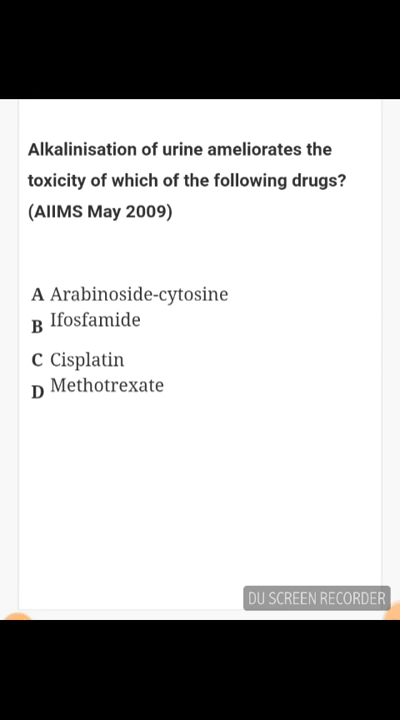 Alkalinisation of urine ameliorates the
toxicity of which of the following drugs?
(AIIMS May 2009)
A Arabinoside-cytosine
B Ifosfamide
C Cisplatin
D Methotrexate
DU SCREEN RECORDER